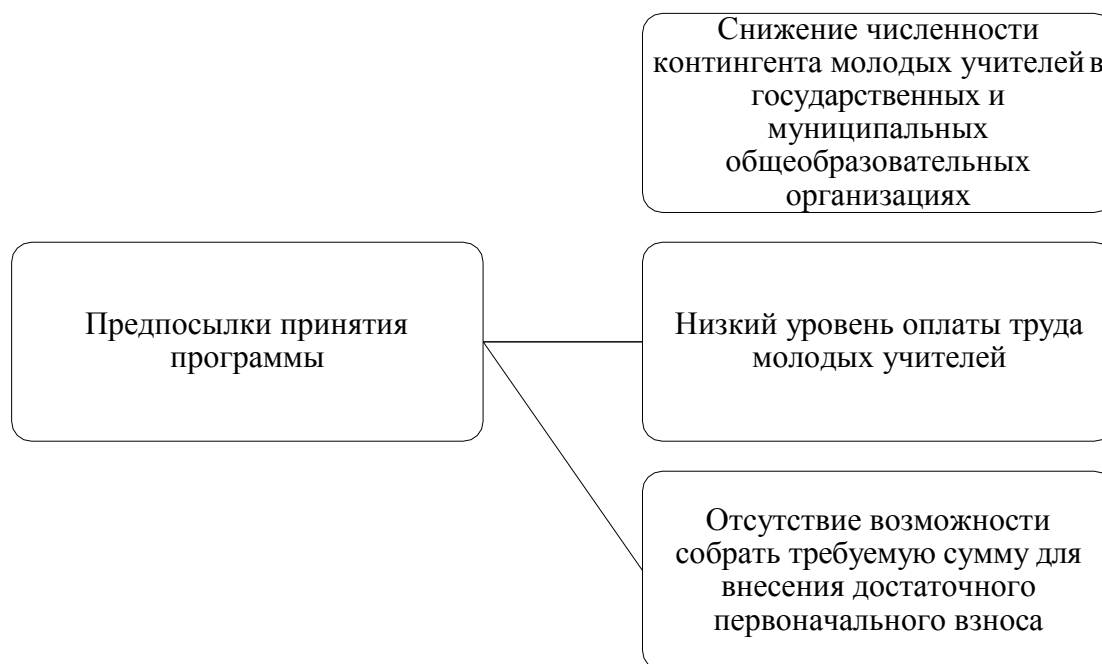 Снижение численности
контингента молодых учителей в
государственных и
муниципальных
общеобразовательных
организациях
Предпосылки принятия
программы
Низкий уровень оплаты труда
молодых учителей
Отсутствие возможности
собрать требуемую сумму для
внесения достаточного
первоначального взноса